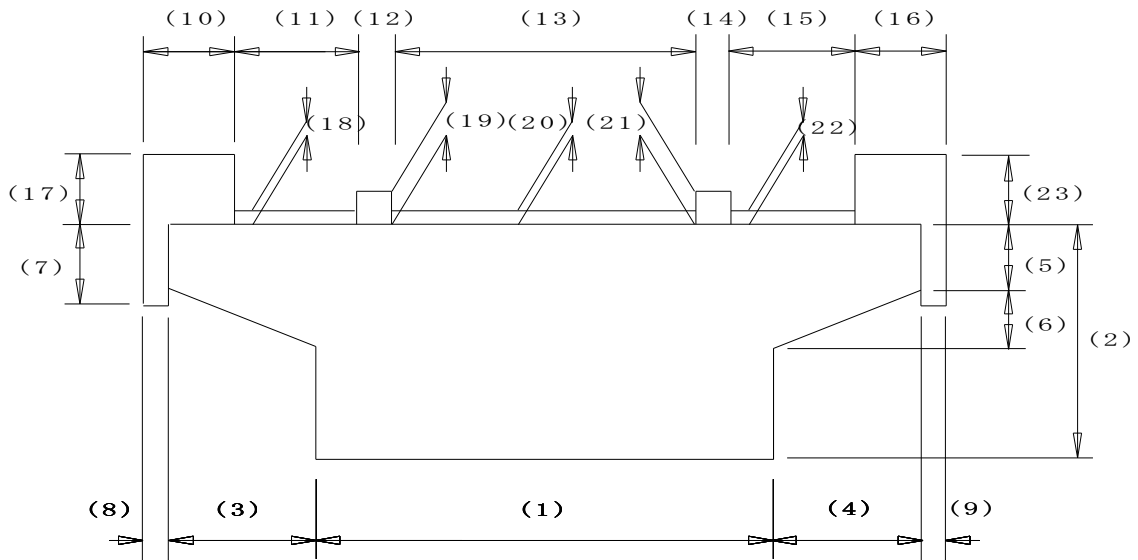 (10) (11) (12) (13) (14) (15) (16)
(18) (19) (20) (21) (22)
(17) (23)
(7) (5)
(6) (2)
(8) (3) (1) (4) (9)